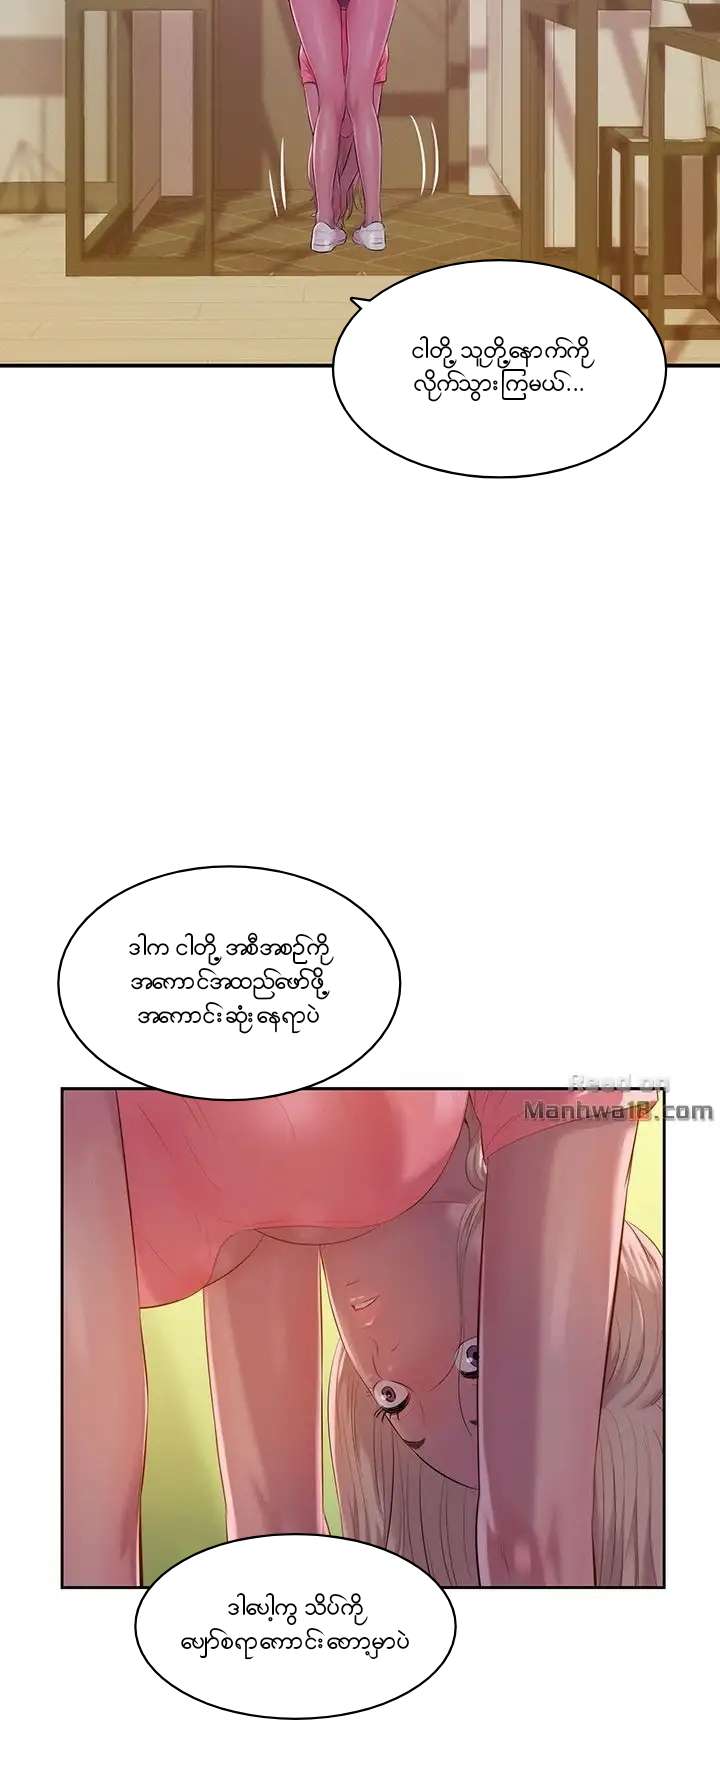 ငါတို့ သူတို့နောက်ကို
လိုက်သွားကြမယ်...
ဒါက ငါတို့ အစီအစဉ်ကို
အကောင်အထည်ဖော်ဖို့
အကောင်းဆုံးနေရာပဲ
Read on
Manhwa18.com
ဒါပေါ့ကွ သိပ်ကို
ပျော်စရာကောင်းတော့မှာပဲ